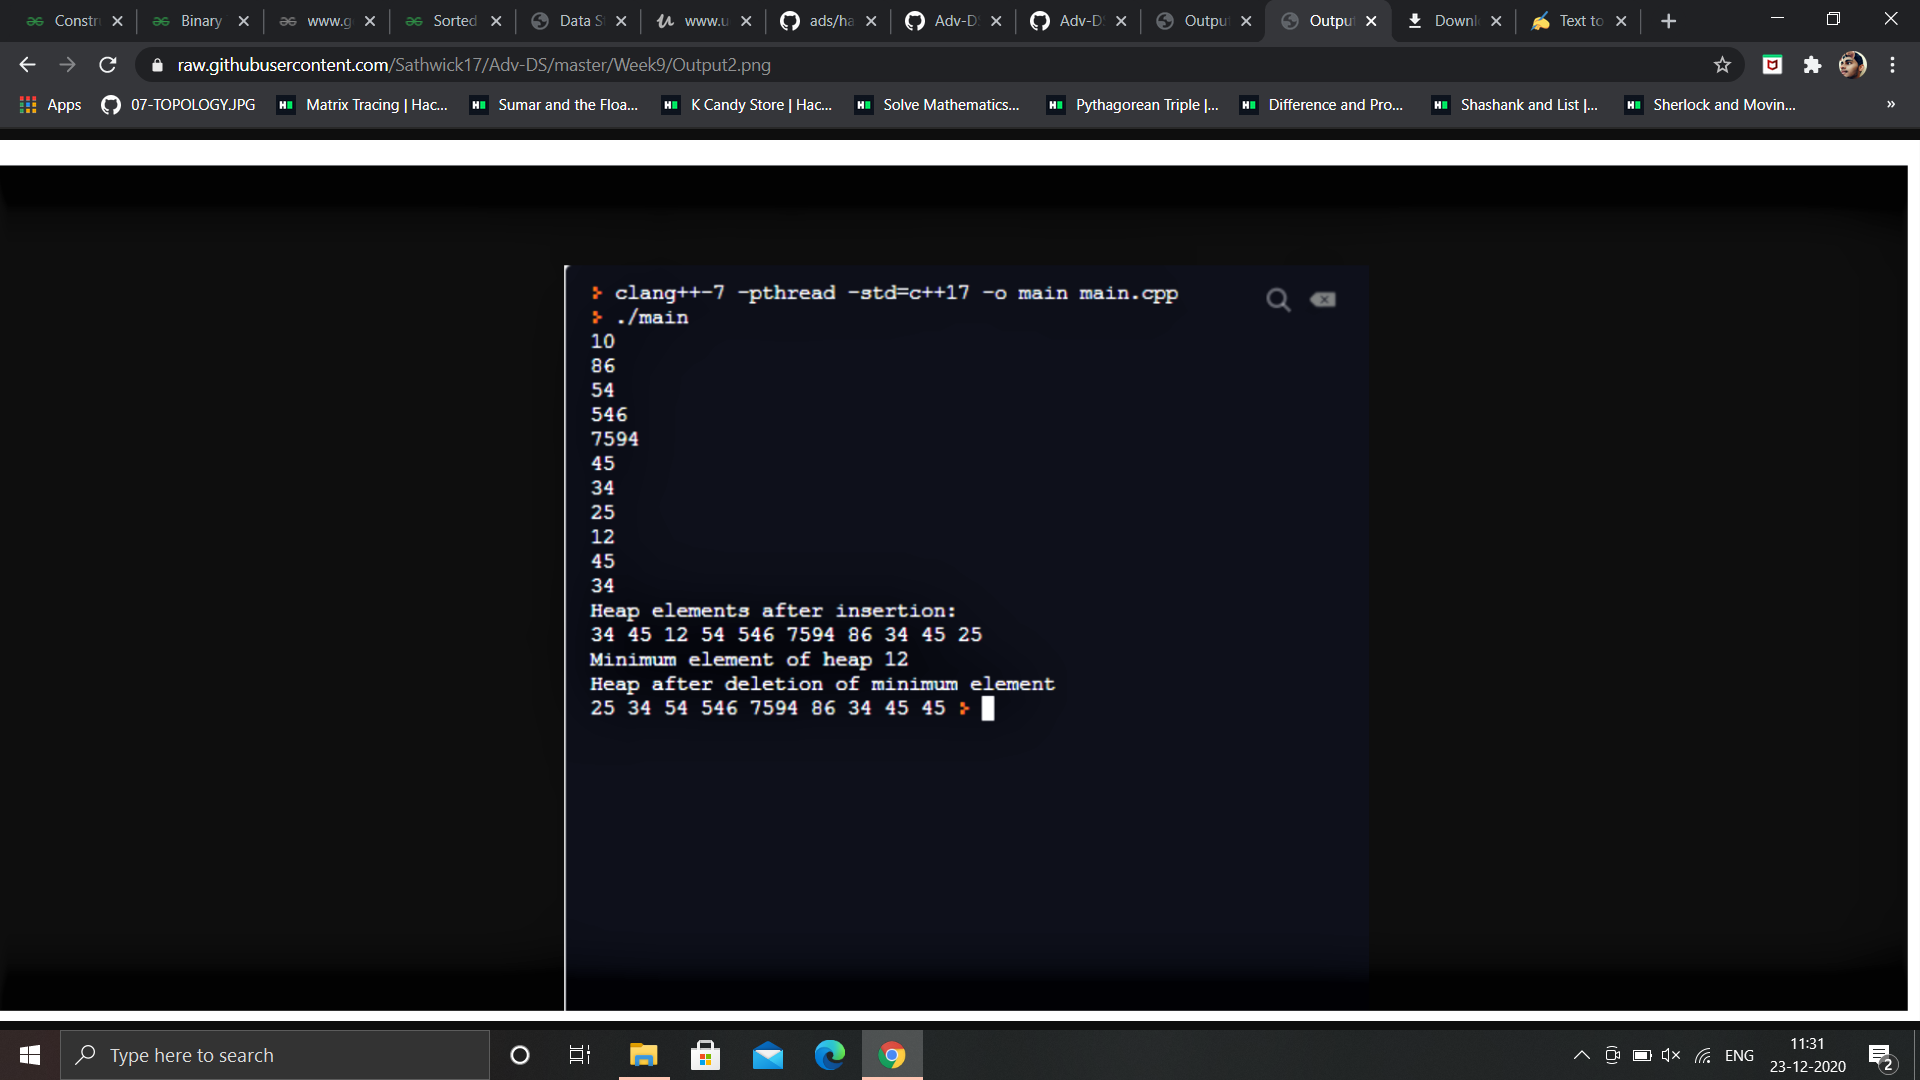 Constr
Binary
www.g
Sorted
Data S
www.u
ads/ha
Adv-D
Adv-D
Output
Output
Downl
Text to
raw.githubusercontent.com/Sathwick17/Adv-DS/master/Week9/Output2.png
Apps
07-TOPOLOGY.JPG
Matrix Tracing | Hac...
Sumar and the Floa...
K Candy Store | Hac...
Solve Mathematics...
Pythagorean Triple |...
Difference and Pro...
Shashank and List |...
Sherlock and Movin...
»
clang++-7 -pthread -std=c++17 -o main main.cpp
./main
10
86
54
546
7594
45
34
25
12
45
34
Heap elements after insertion:
34 45 12 54 546 7594 86 34 45 25
Minimum element of heap 12
Heap after deletion of minimum element
25 34 54 546 7594 86 34 45 45
Type here to search
ENG
11:31
23-12-2020
2